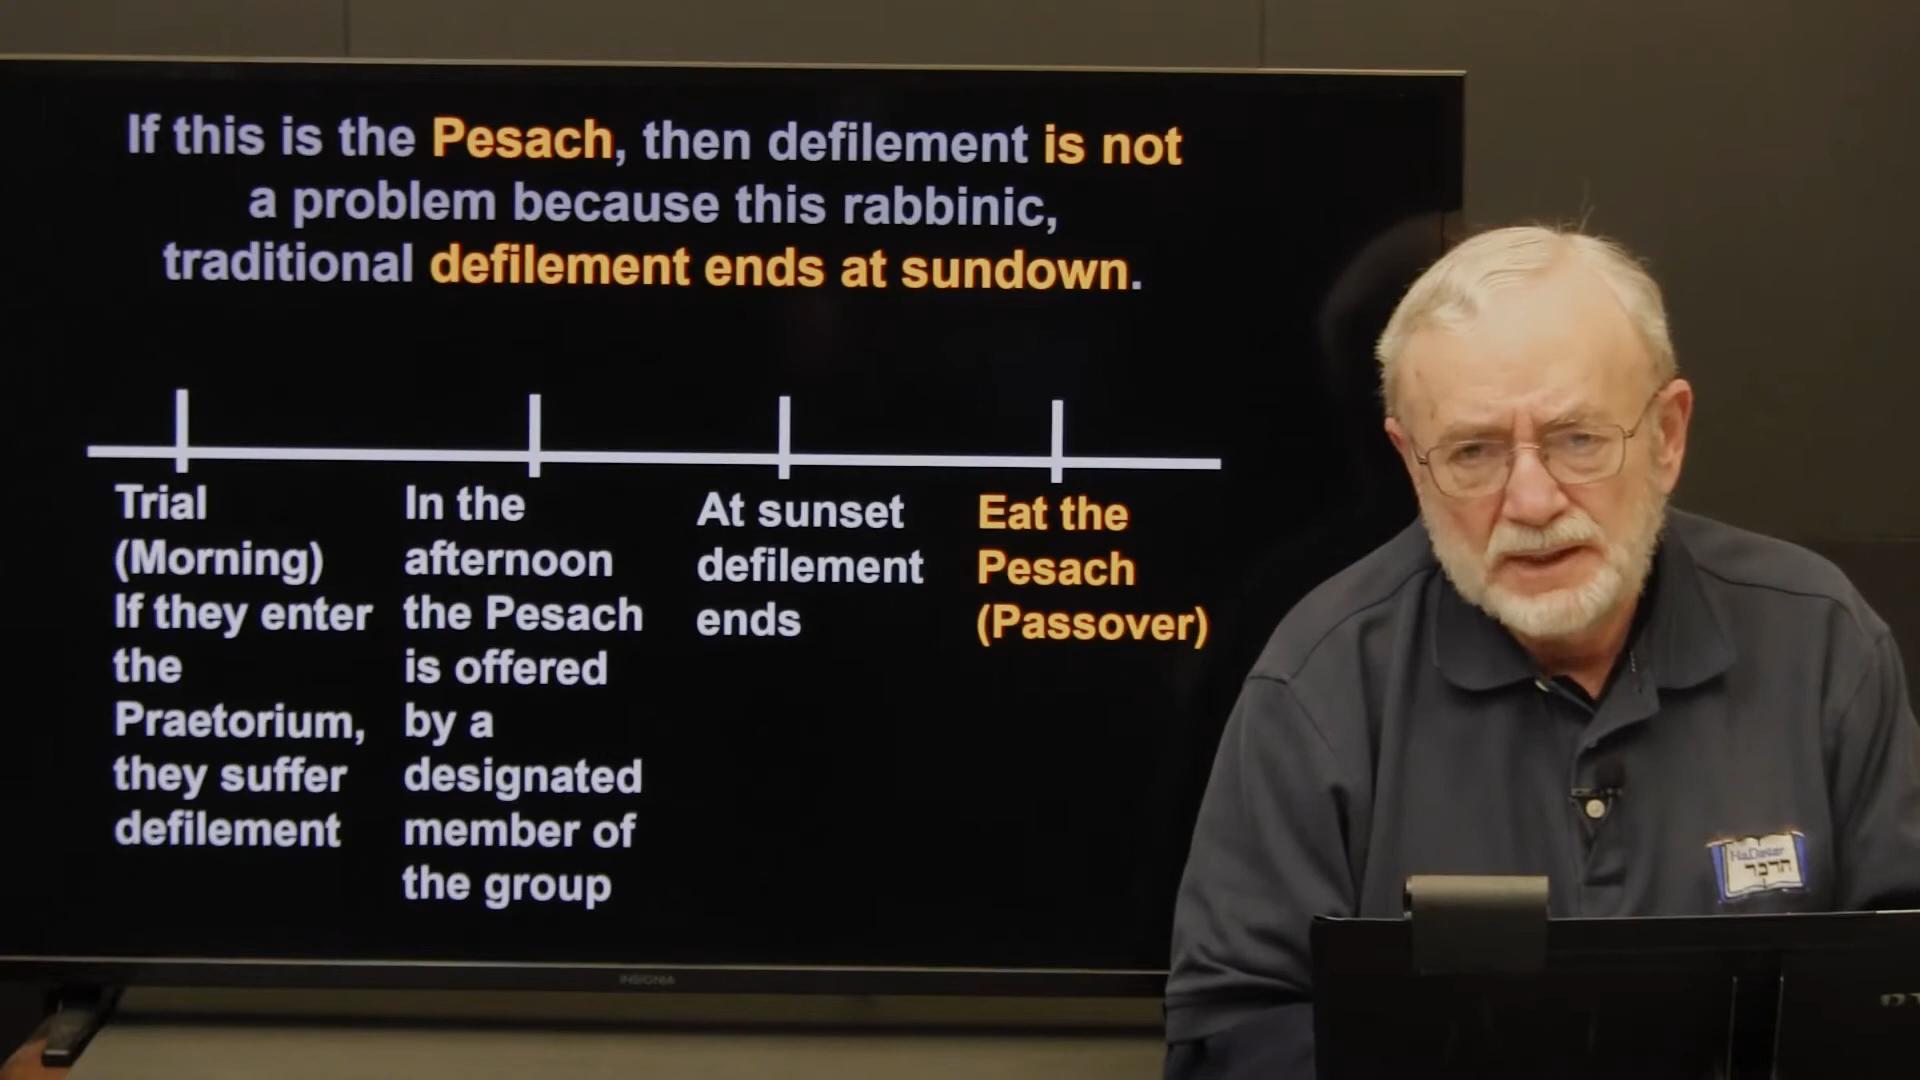 If this is the Pesach, then defilement is not
a problem because this rabbinic,
traditional defilement ends at sundown.
Trial
(Morning)
If they enter
the
Praetorium,
they suffer
defilement
In the
afternoon
the Pesach
is offered
by a
designated
member of
the group
At sunset
defilement
ends
Eat the
Pesach
(Passover)
INSIGNIA
HaDavar
הדבר